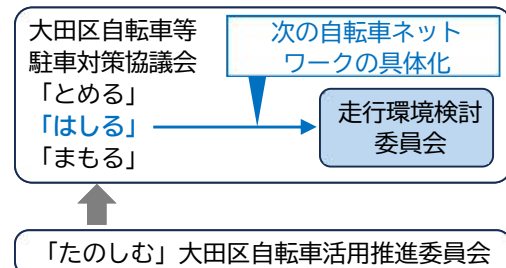 大田区自転車等
駐車対策協議会
「とめる」
「はしる」
「まもる」
次の自転車ネット
ワークの具体化
走行環境検討
委員会
「たのしむ」大田区自転車活用推進委員会